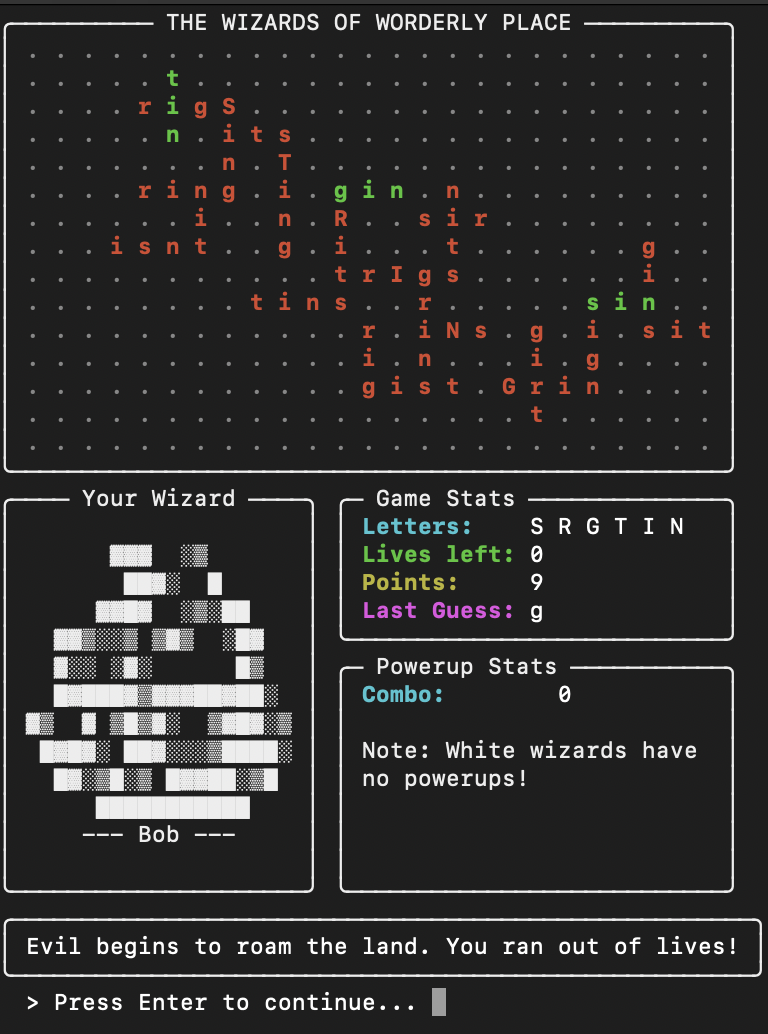 THE WIZARDS OF WORDERLY PLACE
. . . . . . . . . . . . . . . . . . . . . . . . .
. . . . . t . . . . . . . . . . . . . . . . . . .
. . . . r i g S . . . . . . . . . . . . . . . . .
. . . . . n . i t s . . . . . . . . . . . . . . .
. . . . . . . n . T . . . . . . . . . . . . . . .
. . . . r i n g . i . g i n . n . . . . . . . . .
. . . . . . i . . n . R . . s i r . . . . . . . .
. . . i s n t . . g . i . . . t . . . . . . g . .
. . . . . . . . . . . t r I g s . . . . . . i . .
. . . . . . . . t i n s . . r . . . . . s i n . .
. . . . . . . . . . . . r . i N s . g . i . s i t
. . . . . . . . . . . . i . n . . . i . g . . . .
. . . . . . . . . . . . g i s t . G r i n . . . .
. . . . . . . . . . . . . . . . . . t . . . . . .
. . . . . . . . . . . . . . . . . . . . . . . . .
Your Wizard
--- Bob ---
Game Stats
Letters: S R G T I N
Lives left: 0
Points: 9
Last Guess: g
Powerup Stats
Combo: 0
Note: White wizards have
no powerups!
Evil begins to roam the land. You ran out of lives!
> Press Enter to continue...